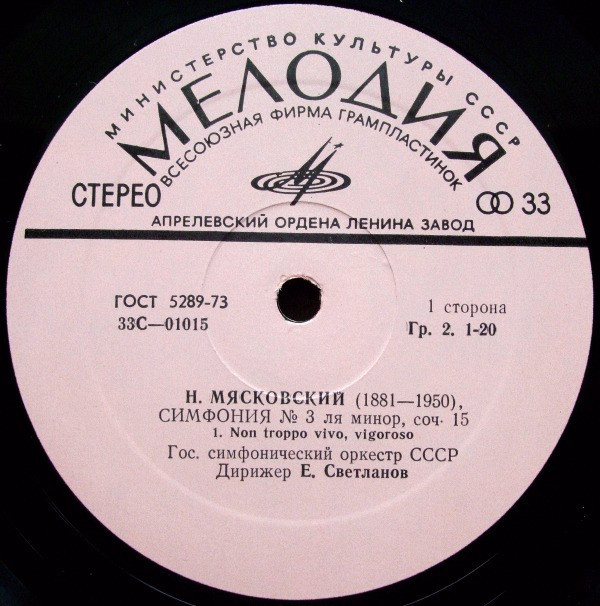 МИНИСТЕРСТВО КУЛЬТУРЫ СССР
МЕЛОДИЯ
ВСЕСОЮЗНАЯ ФИРМА ГРАМПЛАСТИНОК
СТЕРЕО
33
АПРЕЛЕВСКИЙ ОРДЕНА ЛЕНИНА ЗАВОД
ГОСТ 5289-73
33С—01015
1 сторона
Гр. 2. 1-20
Н. МЯСКОВСКИЙ (1881—1950),
СИМФОНИЯ № 3 ля минор, соч. 15
1. Non troppo vivo, vigoroso
Гос. симфонический оркестр СССР
Дирижер Е. Светланов